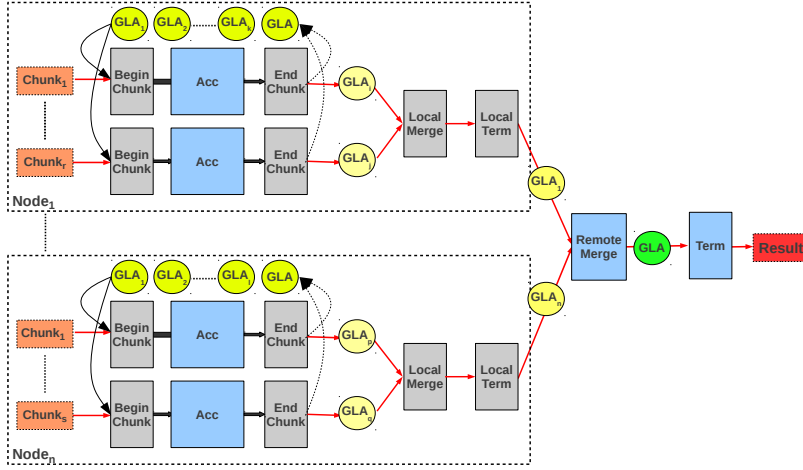 GLA₁ GLA₂ GLAₖ GLA
Chunk₁ Begin Chunk Acc End Chunk GLAᵢ
Local Merge Local Term
Chunkᵣ Begin Chunk Acc End Chunk GLAⱼ
Node₁
GLA₁
Remote Merge GLA Term Result
GLAₙ
GLA₁ GLA₂ GLAₗ GLA
Chunk₁ Begin Chunk Acc End Chunk GLAₚ
Local Merge Local Term
Chunkₛ Begin Chunk Acc End Chunk GLA_q
Nodeₙ